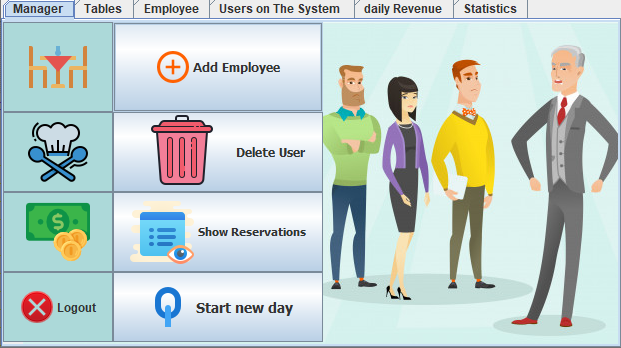 Manager Tables Employee Users on The System daily Revenue Statistics
Add Employee
Delete User
$
Show Reservations
Logout
Start new day